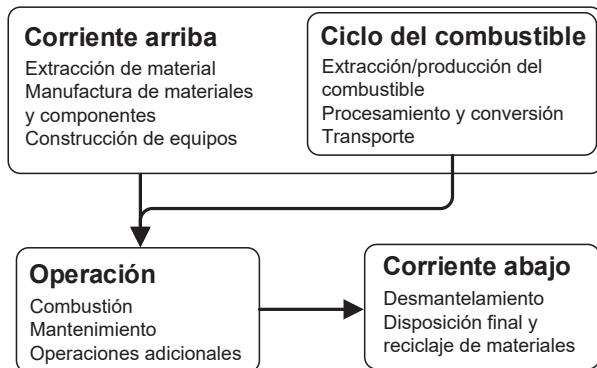 Corriente arriba
Extracción de material
Manufactura de materiales
y componentes
Construcción de equipos
Ciclo del combustible
Extracción/producción del
combustible
Procesamiento y conversión
Transporte
Operación
Combustión
Mantenimiento
Operaciones adicionales
Corriente abajo
Desmantelamiento
Disposición final y
reciclaje de materiales